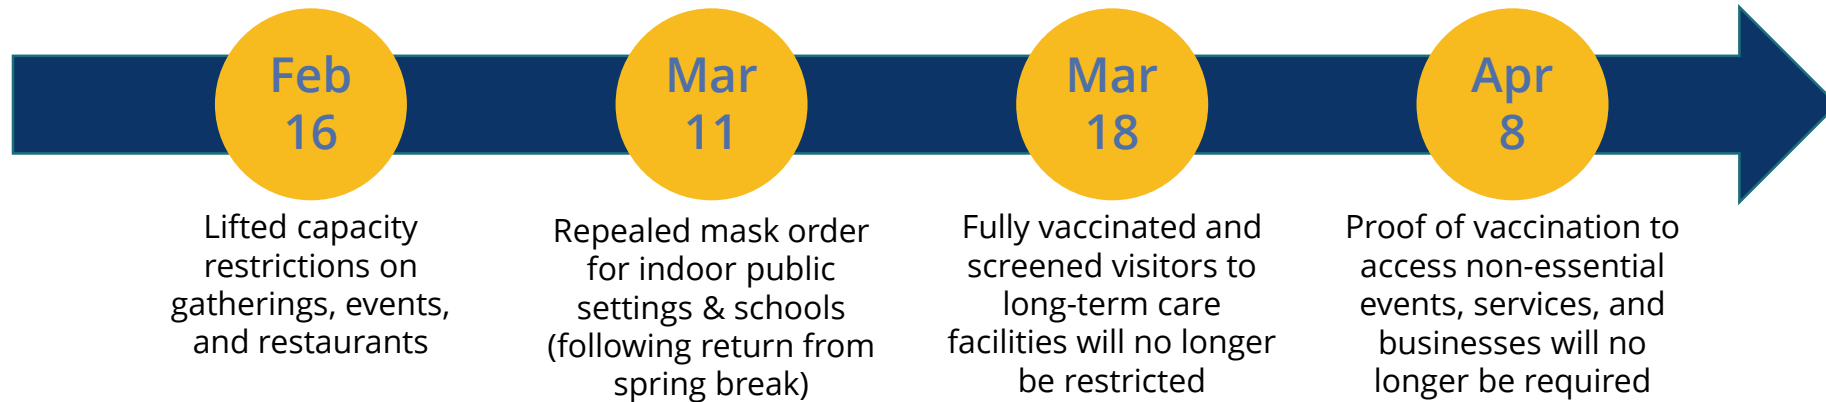 Feb
16
Lifted capacity
restrictions on
gatherings, events,
and restaurants
Mar
11
Repealed mask order
for indoor public
settings & schools
(following return from
spring break)
Mar
18
Fully vaccinated and
screened visitors to
long-term care
facilities will no longer
be restricted
Apr
8
Proof of vaccination to
access non-essential
events, services, and
businesses will no
longer be required